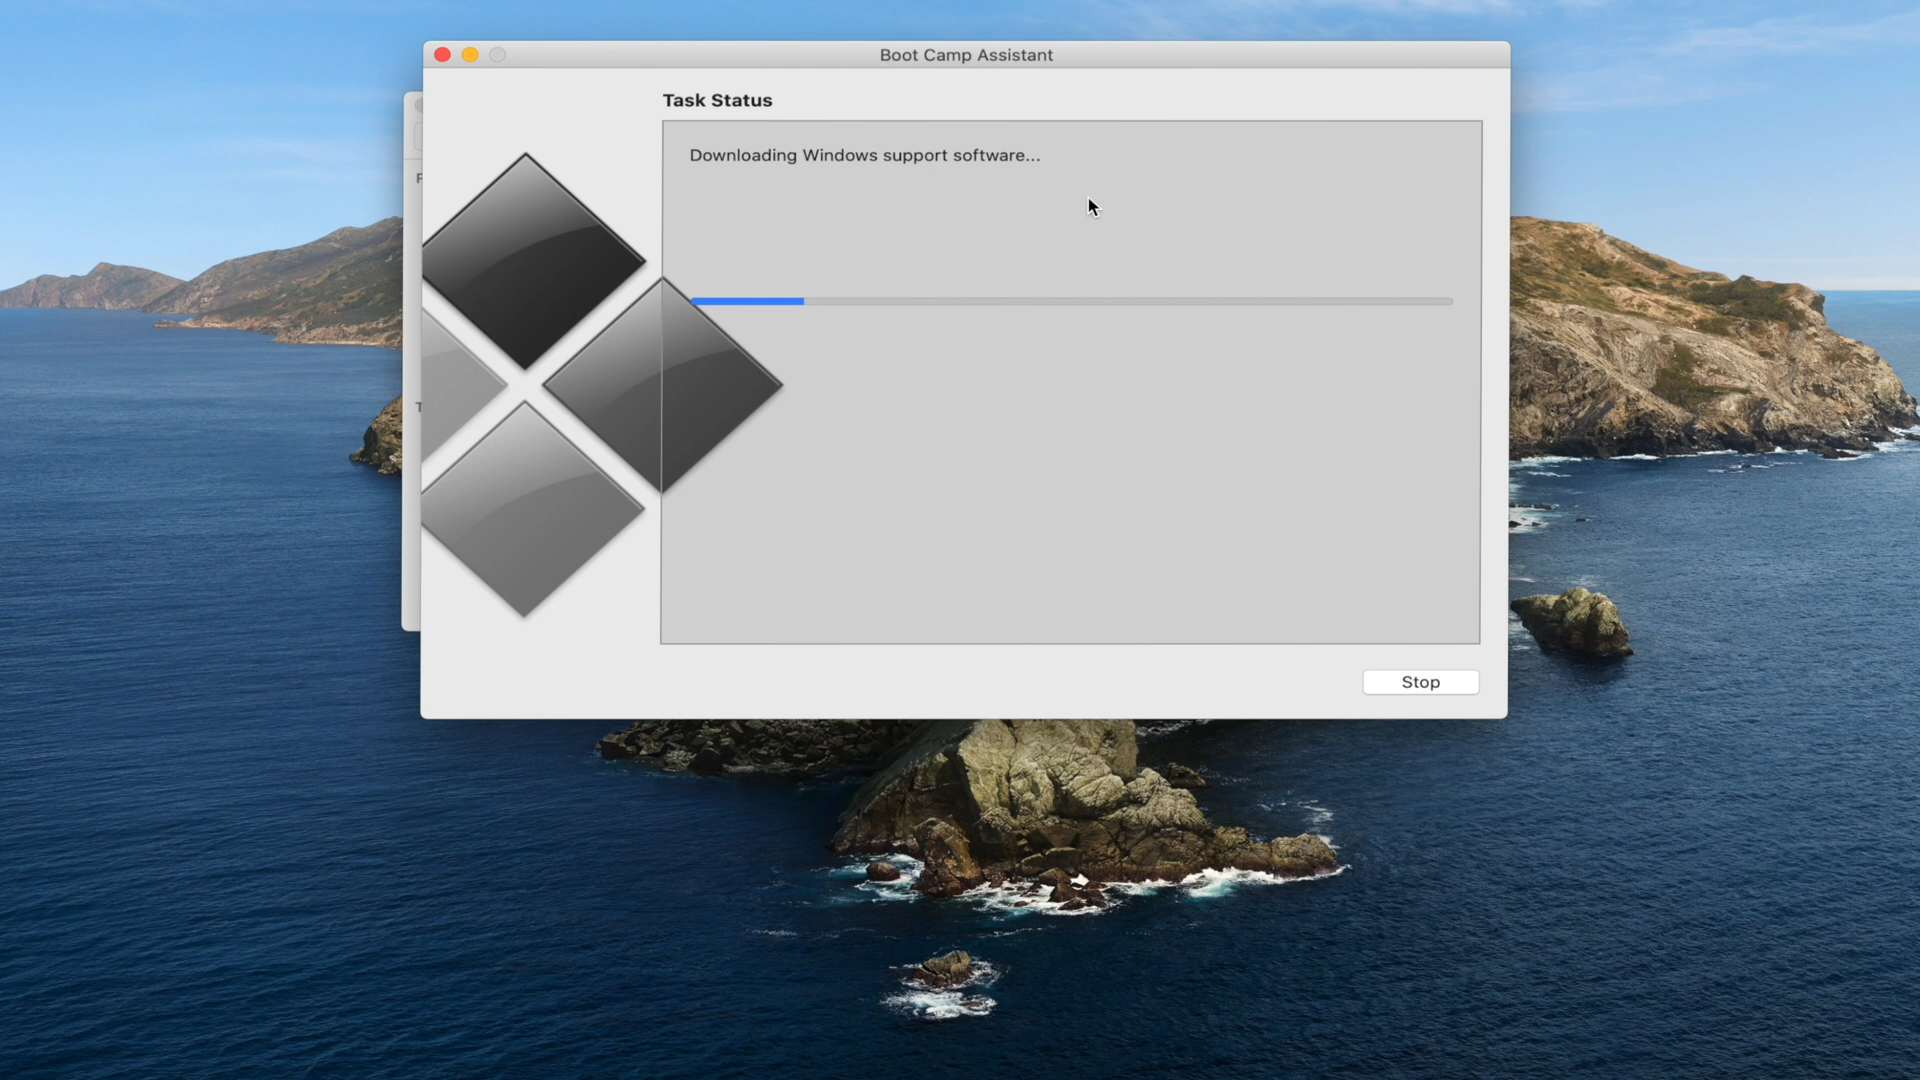 Boot Camp Assistant
Task Status
Downloading Windows support software...
F
T
Stop